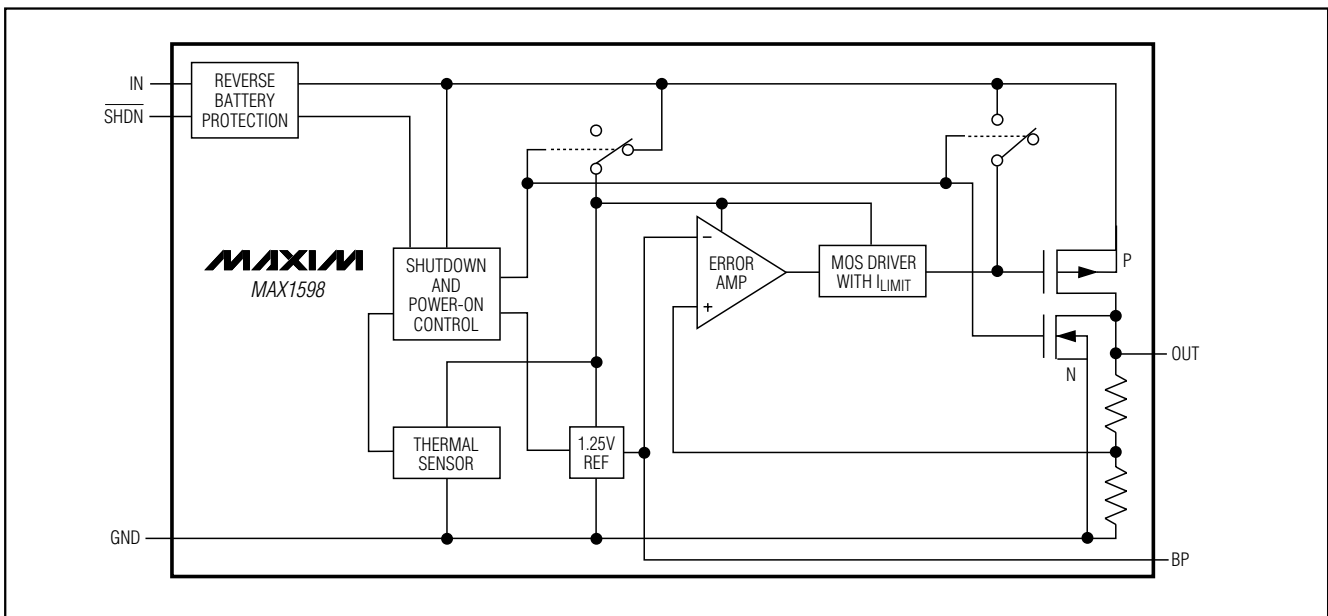 IN
SHDN
REVERSE
BATTERY
PROTECTION
MAXIM
MAX1598
SHUTDOWN
AND
POWER-ON
CONTROL
−
ERROR
AMP
+
MOS DRIVER
WITH ILIMIT
P
N
OUT
THERMAL
SENSOR
1.25V
REF
GND
BP